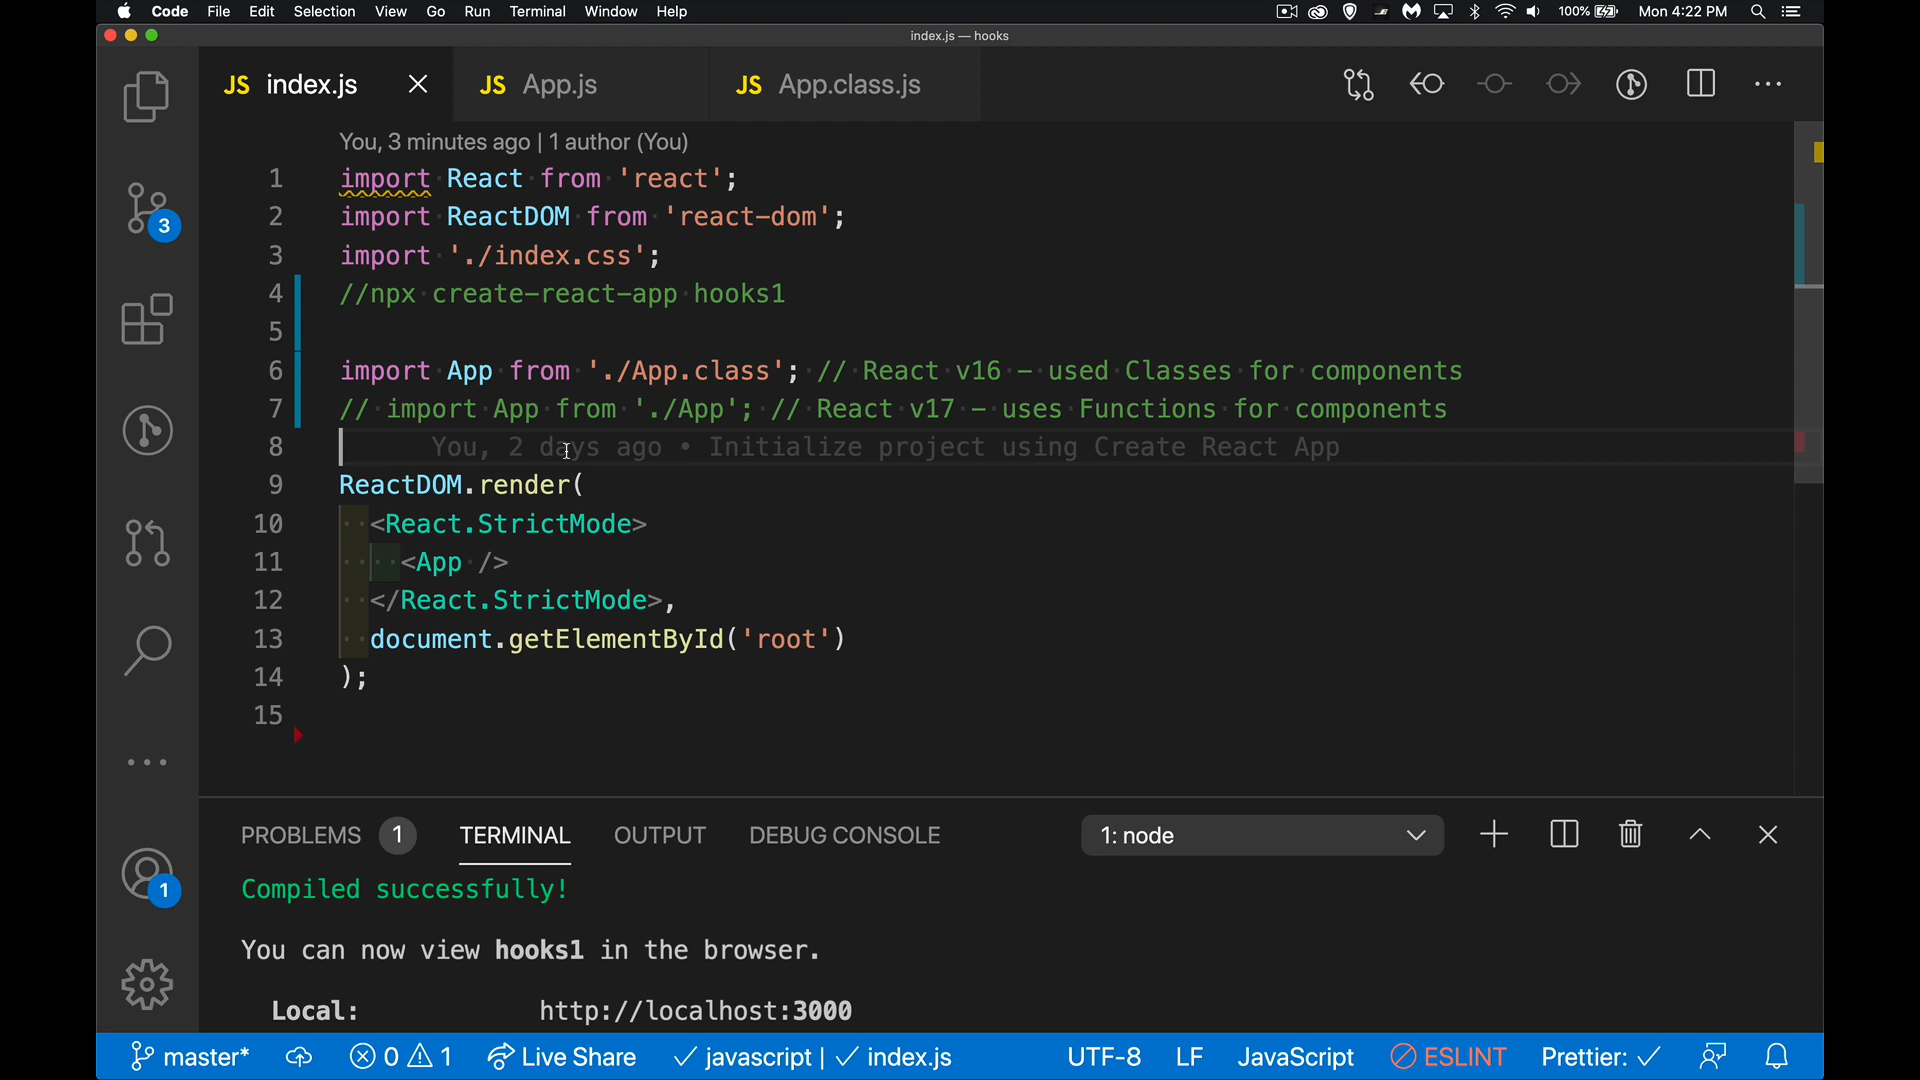 Code File Edit Selection View Go Run Terminal Window Help 100% Mon 4:22 PM
index.js — hooks
JS index.js JS App.js JS App.class.js
You, 3 minutes ago | 1 author (You)
1 import React from 'react';
2 import ReactDOM from 'react-dom';
3 import './index.css';
4 //npx create-react-app hooks1
5
6 import App from './App.class'; // React v16 - used Classes for components
7 // import App from './App'; // React v17 - uses Functions for components
8 You, 2 days ago • Initialize project using Create React App
9 ReactDOM.render(
10 <React.StrictMode>
11 <App />
12 </React.StrictMode>,
13 document.getElementById('root')
14 );
15
3
1
PROBLEMS 1 TERMINAL OUTPUT DEBUG CONSOLE 1: node
Compiled successfully!
You can now view hooks1 in the browser.
Local: http://localhost:3000
master* 0 1 Live Share javascript | index.js UTF-8 LF JavaScript ESLINT Prettier: